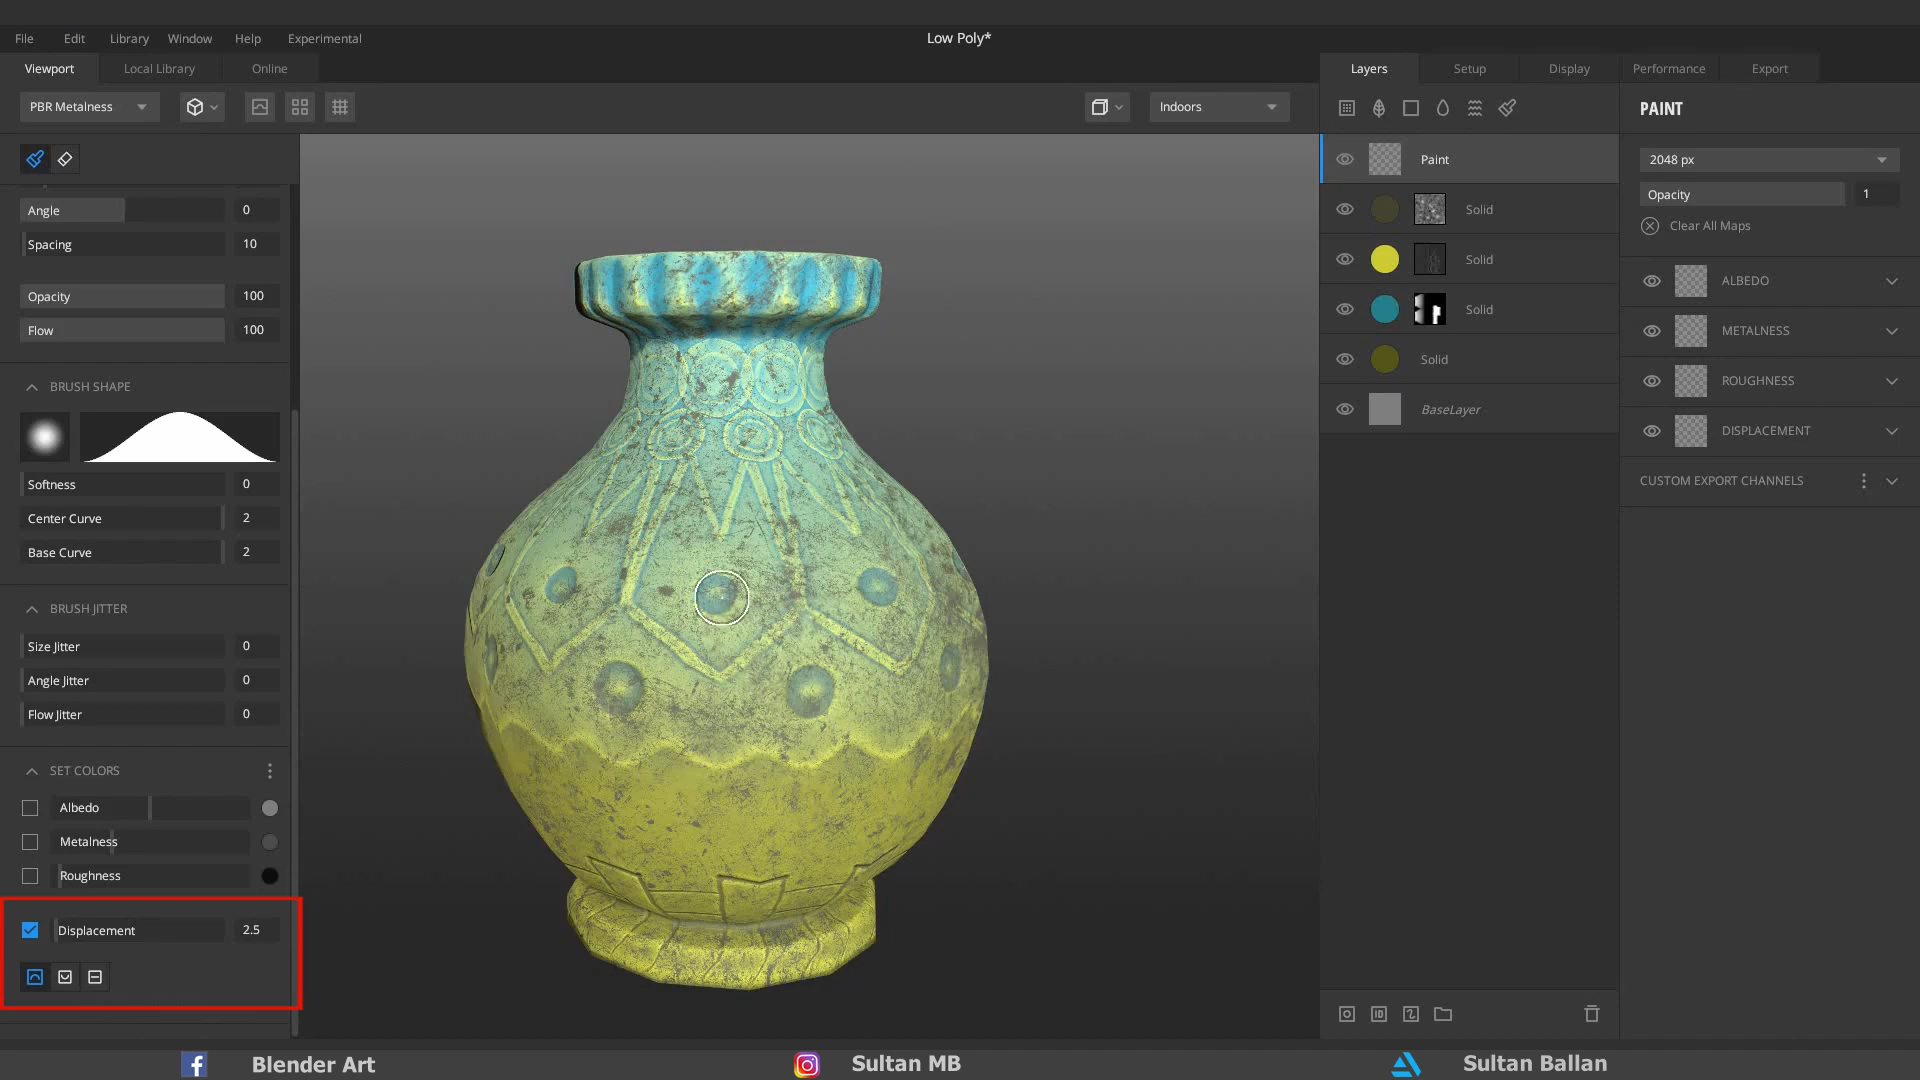 Low Poly*
File Edit Library Window Help Experimental
Viewport Local Library Online
Layers Setup Display Performance Export
PBR Metalness
Indoors
PAINT
Angle 0
Spacing 10
Opacity 100
Flow 100
BRUSH SHAPE
Softness 0
Center Curve 2
Base Curve 2
BRUSH JITTER
Size Jitter 0
Angle Jitter 0
Flow Jitter 0
SET COLORS
Albedo
Metalness
Roughness
Displacement 2.5
Paint
Solid
Solid
Solid
Solid
BaseLayer
2048 px
Opacity 1
Clear All Maps
ALBEDO
METALNESS
ROUGHNESS
DISPLACEMENT
CUSTOM EXPORT CHANNELS
Blender Art
Sultan MB
Sultan Ballan